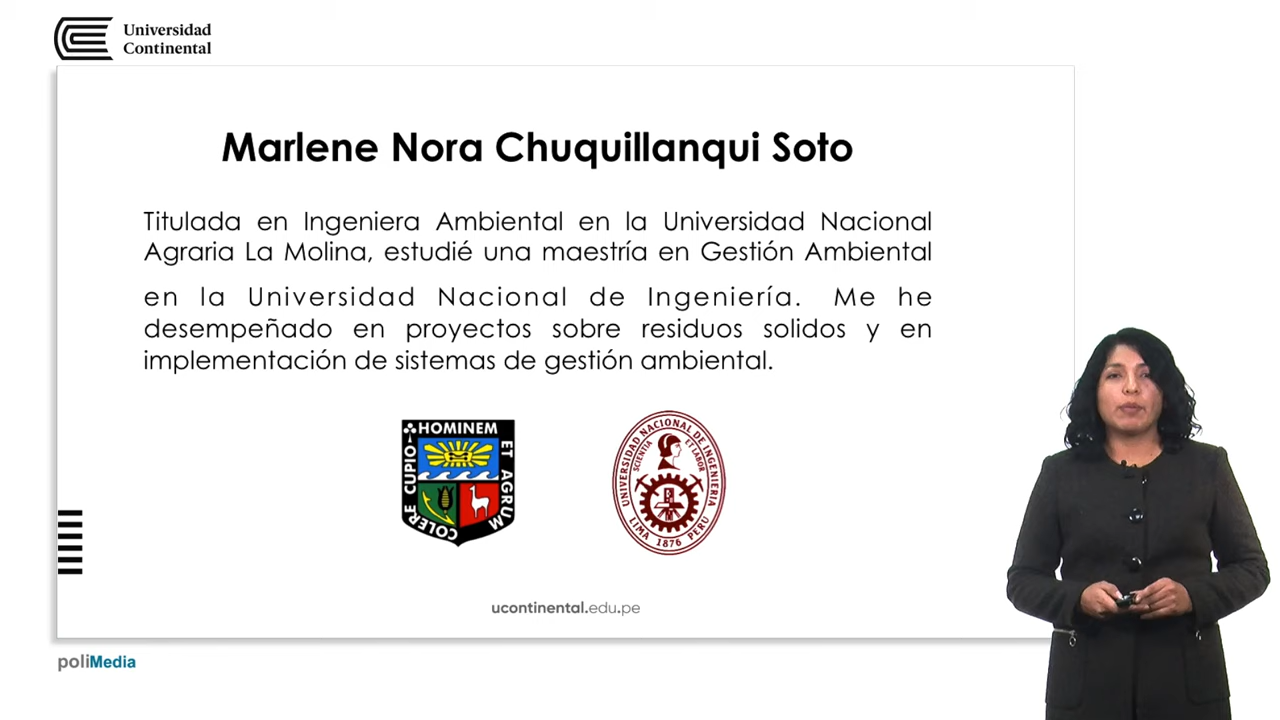 Universidad
Continental
Marlene Nora Chuquillanqui Soto
Titulada en Ingeniera Ambiental en la Universidad Nacional
Agraria La Molina, estudié una maestría en Gestión Ambiental
en la Universidad Nacional de Ingeniería. Me he
desempeñado en proyectos sobre residuos solidos y en
implementación de sistemas de gestión ambiental.
COLERE CUPIO HOMINEM ET AGRUM
UNIVERSIDAD NACIONAL DE INGENIERIA
SCIENTIA ET LABOR
LIMA 1876 PERU
ucontinental.edu.pe
poliMedia